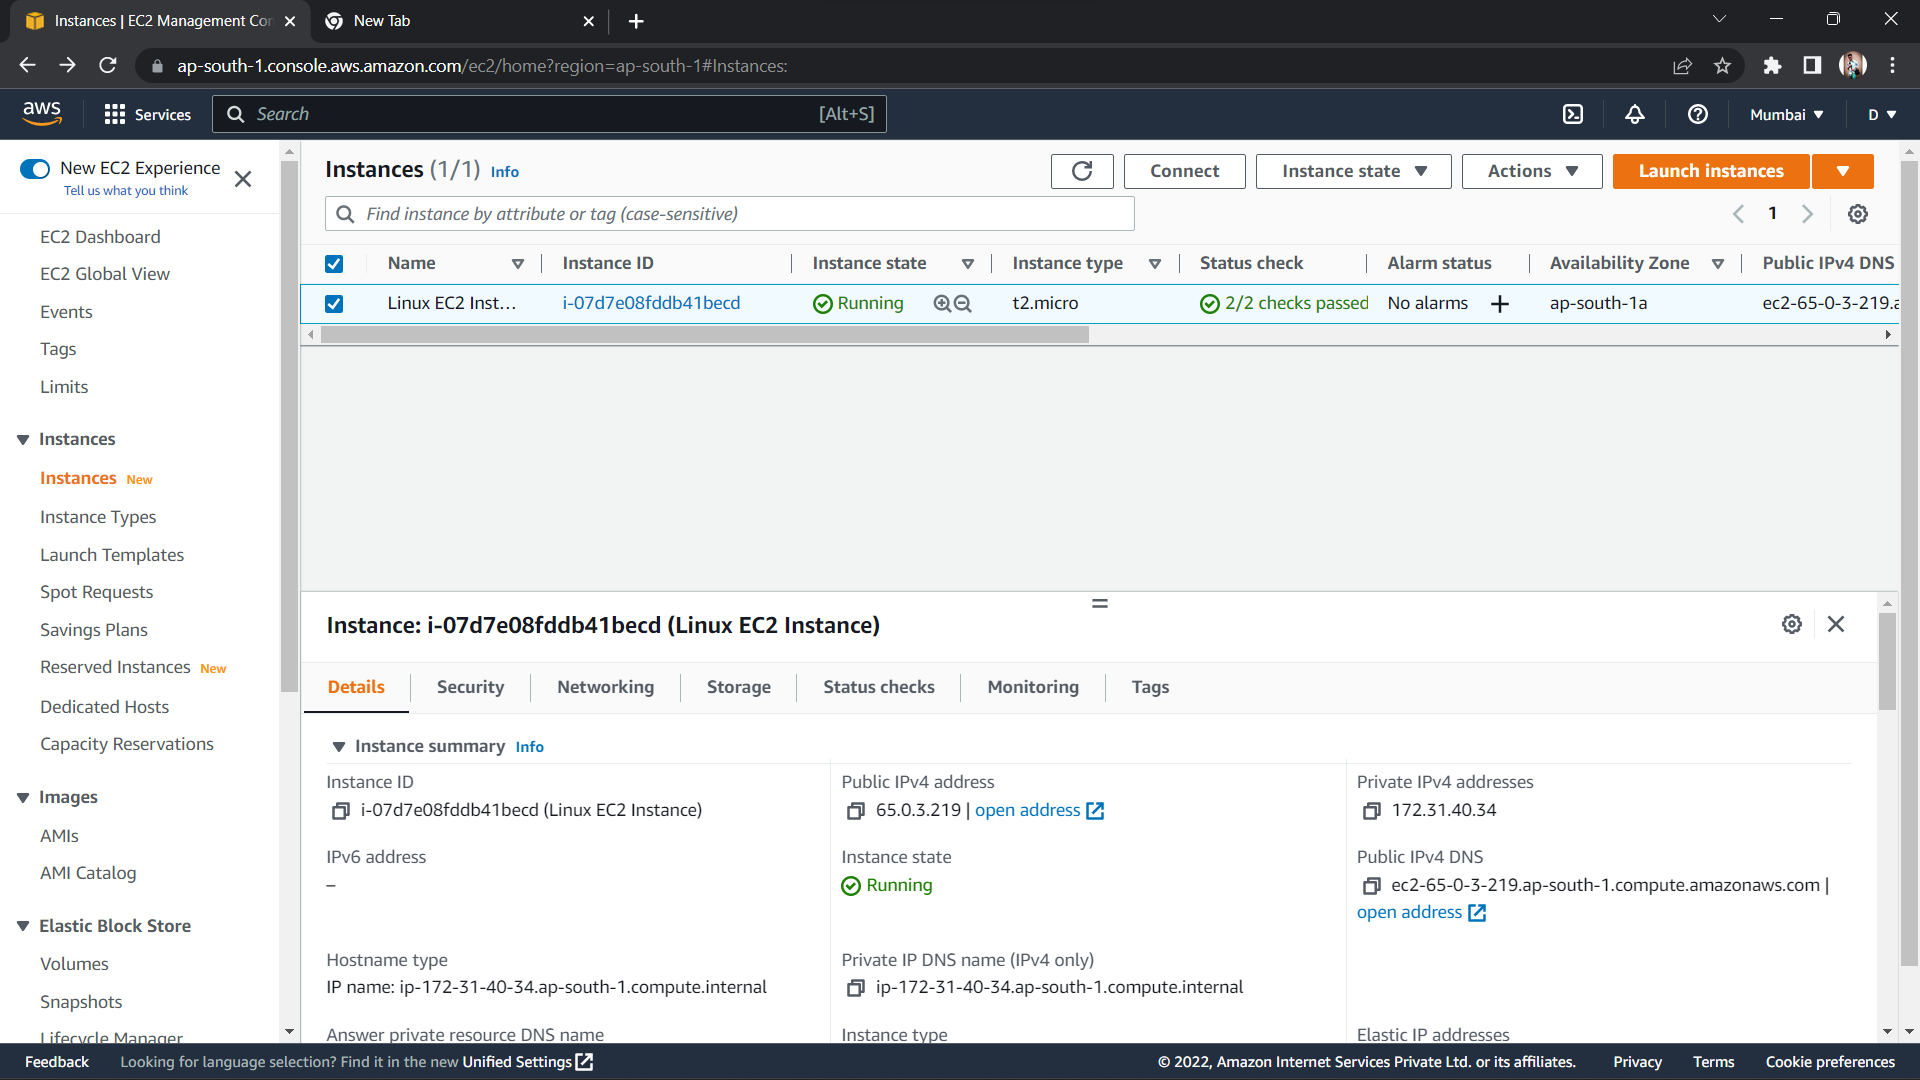 Instances | EC2 Management Con
New Tab
ap-south-1.console.aws.amazon.com/ec2/home?region=ap-south-1#Instances:
aws
Services
Search
[Alt+S]
Mumbai
D
New EC2 Experience
Tell us what you think
EC2 Dashboard
EC2 Global View
Events
Tags
Limits
Instances
Instances New
Instance Types
Launch Templates
Spot Requests
Savings Plans
Reserved Instances New
Dedicated Hosts
Capacity Reservations
Images
AMIs
AMI Catalog
Elastic Block Store
Volumes
Snapshots
Lifecycle Manager
Instances (1/1) Info
Connect
Instance state
Actions
Launch instances
Find instance by attribute or tag (case-sensitive)
1
Name
Instance ID
Instance state
Instance type
Status check
Alarm status
Availability Zone
Public IPv4 DNS
Linux EC2 Inst...
i-07d7e08fddb41becd
Running
t2.micro
2/2 checks passed
No alarms
ap-south-1a
ec2-65-0-3-219.a
Instance: i-07d7e08fddb41becd (Linux EC2 Instance)
Details
Security
Networking
Storage
Status checks
Monitoring
Tags
Instance summary Info
Instance ID
i-07d7e08fddb41becd (Linux EC2 Instance)
Public IPv4 address
65.0.3.219 | open address
Private IPv4 addresses
172.31.40.34
IPv6 address
–
Instance state
Running
Public IPv4 DNS
ec2-65-0-3-219.ap-south-1.compute.amazonaws.com |
open address
Hostname type
IP name: ip-172-31-40-34.ap-south-1.compute.internal
Private IP DNS name (IPv4 only)
ip-172-31-40-34.ap-south-1.compute.internal
Answer private resource DNS name
Instance type
Elastic IP addresses
Feedback
Looking for language selection? Find it in the new Unified Settings
© 2022, Amazon Internet Services Private Ltd. or its affiliates.
Privacy
Terms
Cookie preferences